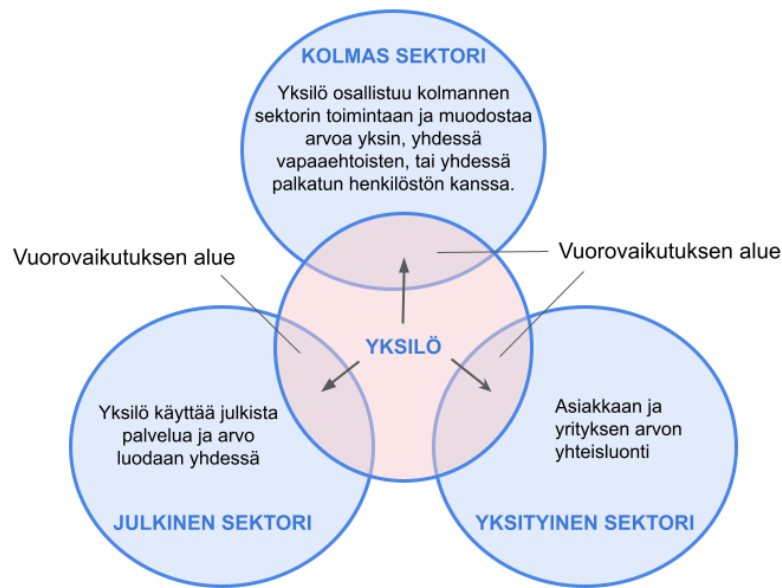 KOLMAS SEKTORI
Yksilö osallistuu kolmannen
sektorin toimintaan ja muodostaa
arvoa yksin, yhdessä
vapaaehtoisten, tai yhdessä
palkatun henkilöstön kanssa.
Vuorovaikutuksen alue
Vuorovaikutuksen alue
YKSILÖ
Yksilö käyttää julkista
palvelua ja arvo
luodaan yhdessä
JULKINEN SEKTORI
Asiakkaan ja
yrityksen arvon
yhteisluonti
YKSITYINEN SEKTORI